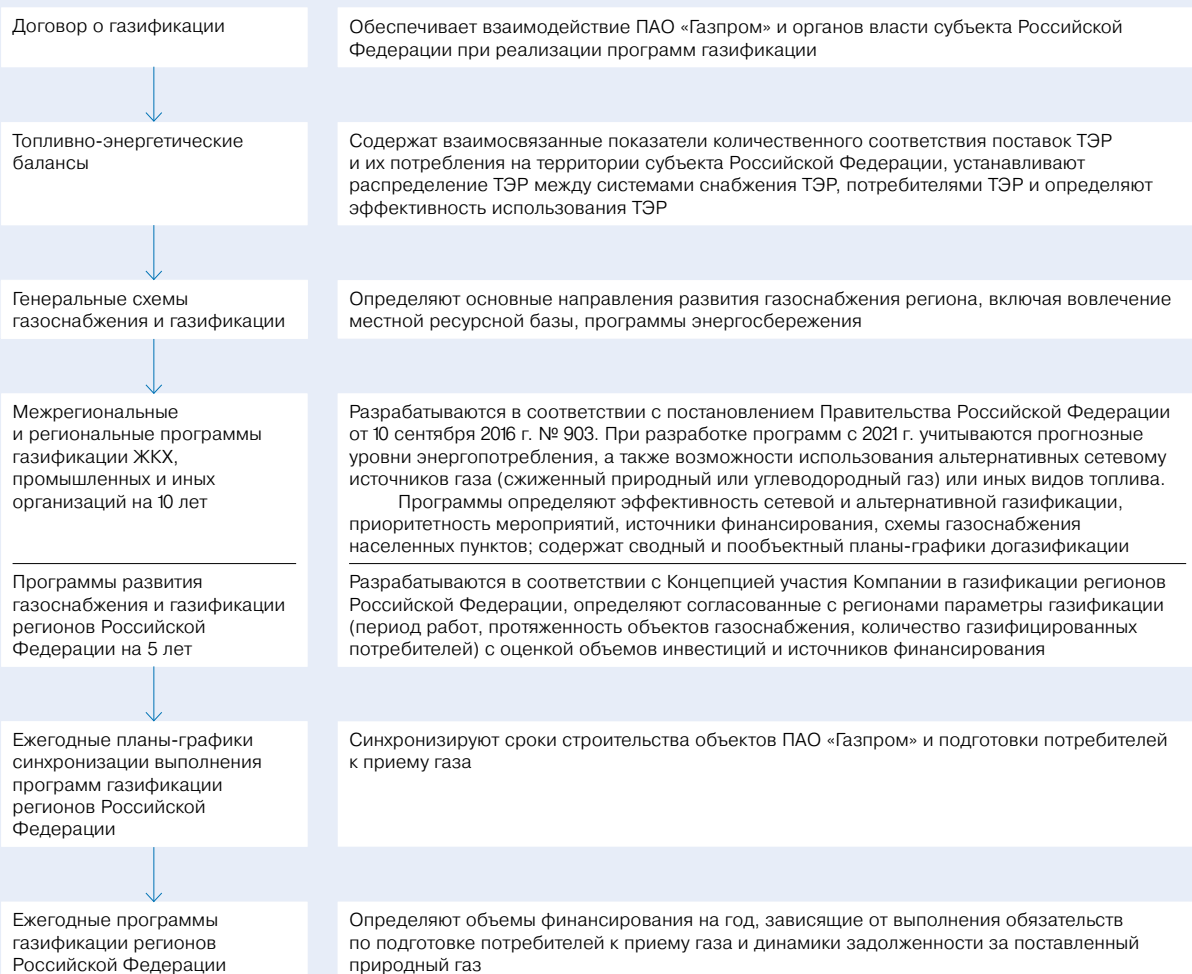 Договор о газификации
Обеспечивает взаимодействие ПАО «Газпром» и органов власти субъекта Российской
Федерации при реализации программ газификации
Топливно-энергетические
балансы
Содержат взаимосвязанные показатели количественного соответствия поставок ТЭР
и их потребления на территории субъекта Российской Федерации, устанавливают
распределение ТЭР между системами снабжения ТЭР, потребителями ТЭР и определяют
эффективность использования ТЭР
Генеральные схемы
газоснабжения и газификации
Определяют основные направления развития газоснабжения региона, включая вовлечение
местной ресурсной базы, программы энергосбережения
Межрегиональные
и региональные программы
газификации ЖКХ,
промышленных и иных
организаций на 10 лет
Разрабатываются в соответствии с постановлением Правительства Российской Федерации
от 10 сентября 2016 г. № 903. При разработке программ с 2021 г. учитываются прогнозные
уровни энергопотребления, а также возможности использования альтернативных сетевому
источников газа (сжиженный природный или углеводородный газ) или иных видов топлива.
Программы определяют эффективность сетевой и альтернативной газификации,
приоритетность мероприятий, источники финансирования, схемы газоснабжения
населенных пунктов; содержат сводный и пообъектный планы-графики догазификации
Программы развития
газоснабжения и газификации
регионов Российской
Федерации на 5 лет
Разрабатываются в соответствии с Концепцией участия Компании в газификации регионов
Российской Федерации, определяют согласованные с регионами параметры газификации
(период работ, протяженность объектов газоснабжения, количество газифицированных
потребителей) с оценкой объемов инвестиций и источников финансирования
Ежегодные планы-графики
синхронизации выполнения
программ газификации
регионов Российской
Федерации
Синхронизируют сроки строительства объектов ПАО «Газпром» и подготовки потребителей
к приему газа
Ежегодные программы
газификации регионов
Российской Федерации
Определяют объемы финансирования на год, зависящие от выполнения обязательств
по подготовке потребителей к приему газа и динамики задолженности за поставленный
природный газ